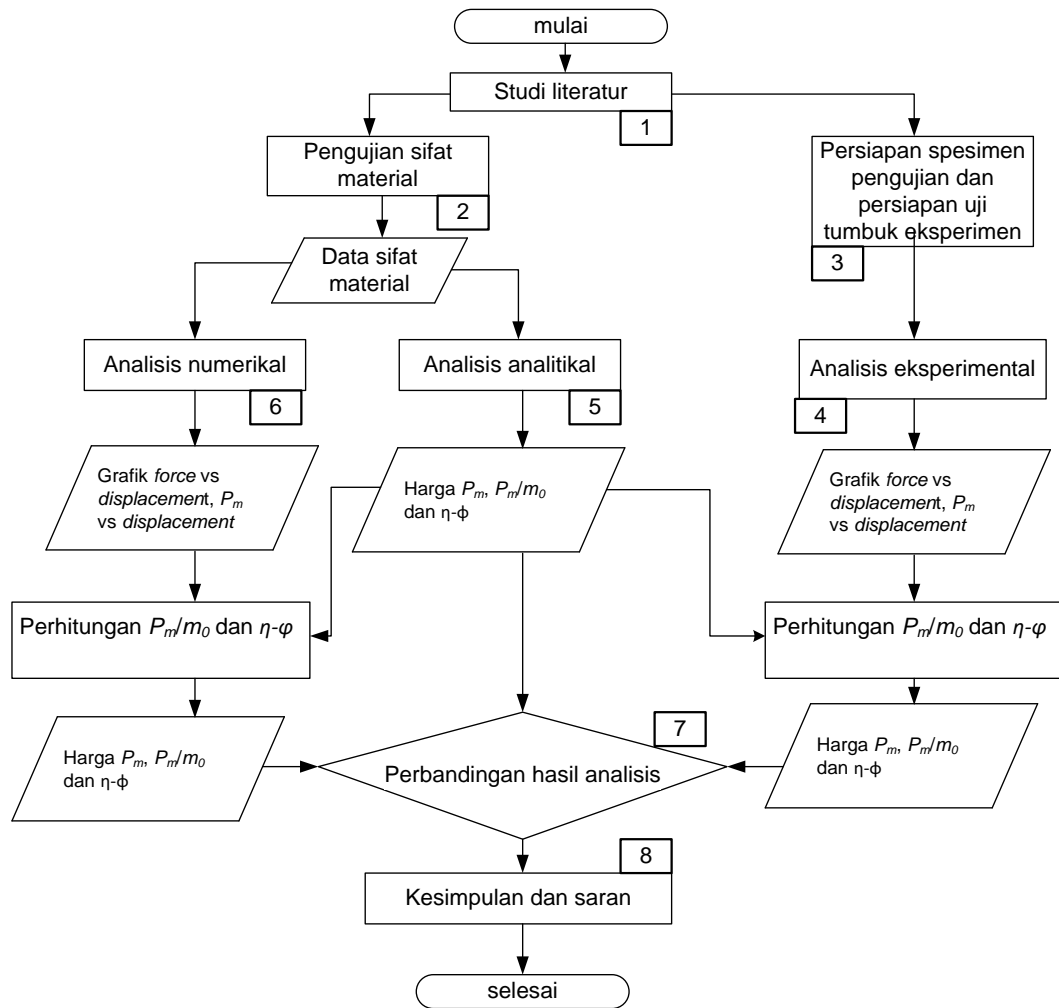 mulai
Studi literatur
1
Pengujian sifat
material
2
Persiapan spesimen
pengujian dan
persiapan uji
tumbuk eksperimen
3
Data sifat
material
Analisis numerikal
6
Analisis analitikal
5
Analisis eksperimental
4
Grafik force vs
displacement, Pm
vs displacement
Harga Pm, Pm/m0
dan η-ϕ
Grafik force vs
displacement, Pm
vs displacement
Perhitungan Pm/m0 dan η-φ
Perhitungan Pm/m0 dan η-φ
Harga Pm, Pm/m0
dan η-ϕ
7
Perbandingan hasil analisis
Harga Pm, Pm/m0
dan η-ϕ
8
Kesimpulan dan saran
selesai